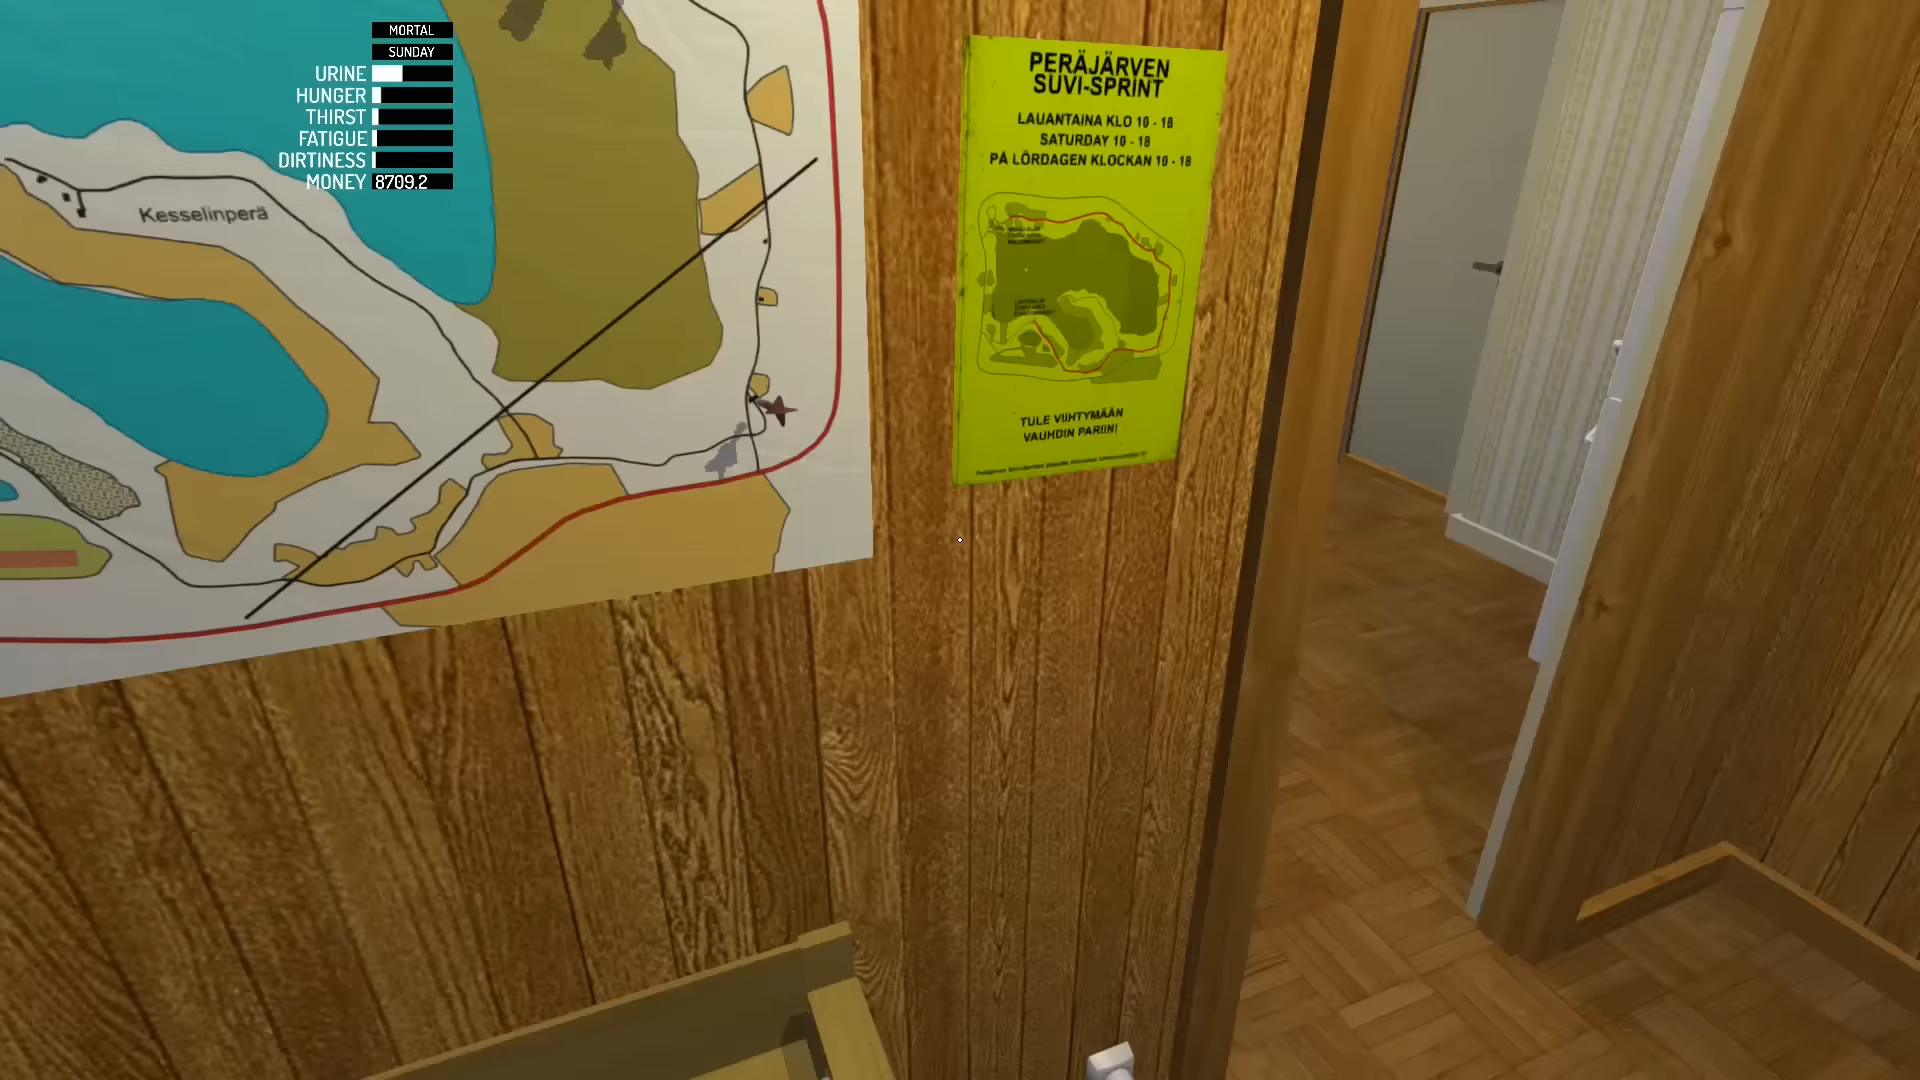 MORTAL
SUNDAY
URINE
HUNGER
THIRST
FATIGUE
DIRTINESS
MONEY 8709.2
Kesselinperä
PERÄJÄRVEN
SUVI-SPRINT
LAUANTAINA KLO 10 - 18
SATURDAY 10 - 18
PÅ LÖRDAGEN KLOCKAN 10 - 18
TULE VIIHTYMÄÄN
VAUHDIN PARIIN!